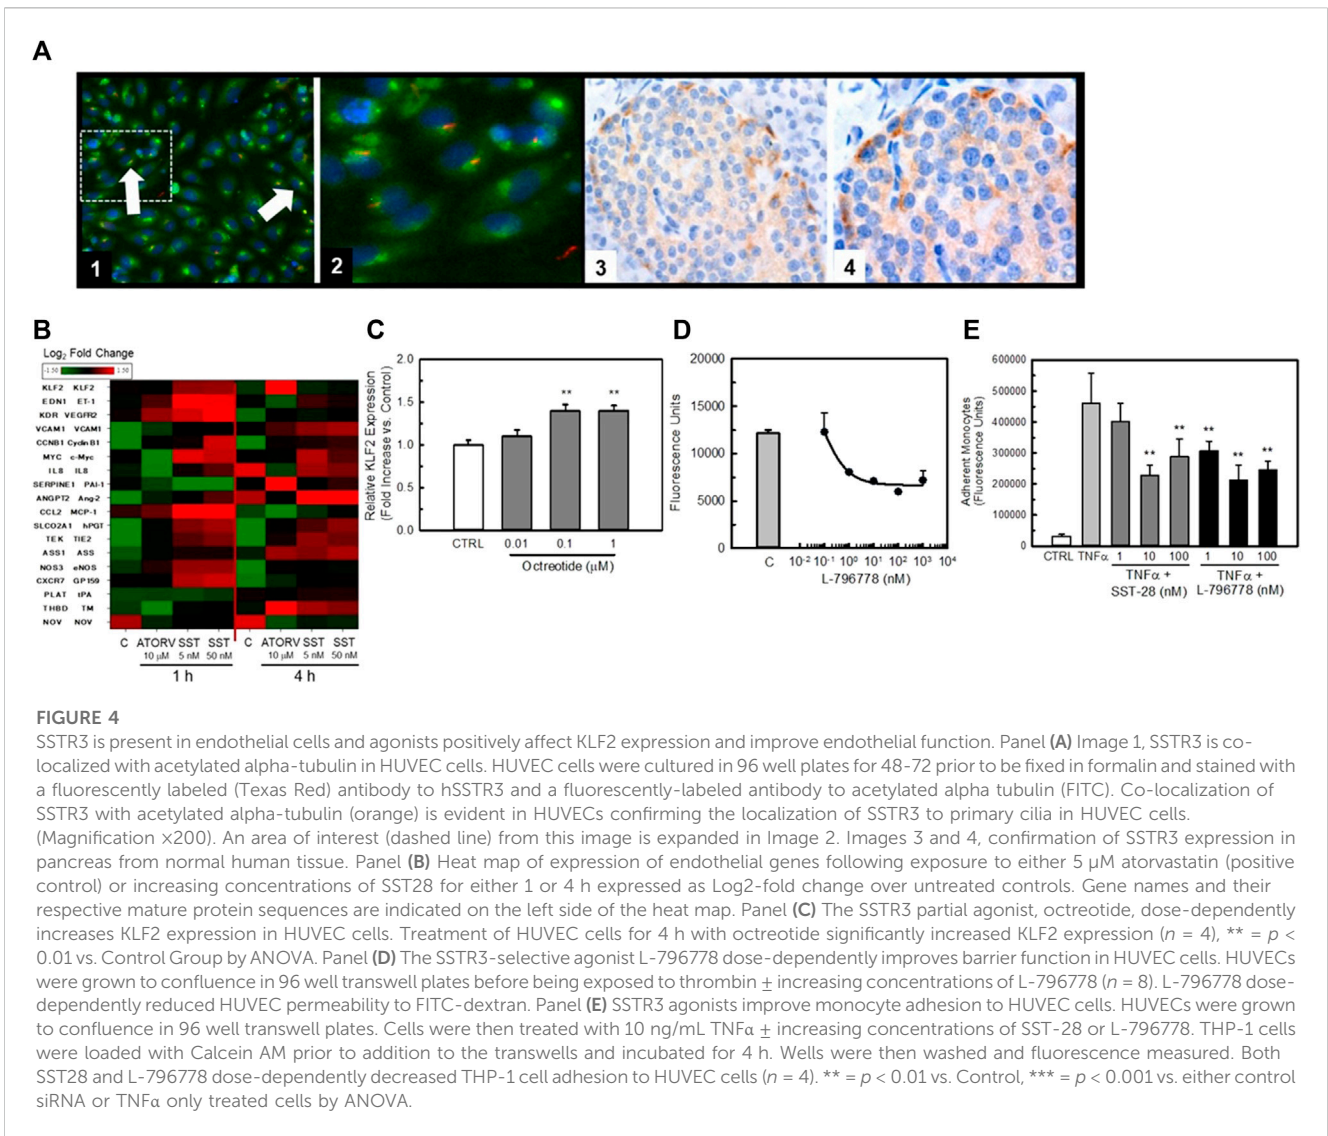 A
1
2
3
4
B
C
D
E
Log2 Fold Change
-1.50 1.50
KLF2 KLF2
EDN1 ET-1
KDR VEGFR2
VCAM1 VCAM1
CCNB1 Cyclin B1
MYC c-Myc
IL8 IL8
SERPINE1 PAI-1
ANGPT2 Ang-2
CCL2 MCP-1
SLCO2A1 hPGT
TEK TIE2
ASS1 ASS
NOS3 eNOS
CXCR7 GP159
PLAT tPA
THBD TM
NOV NOV
C ATORV SST SST C ATORV SST SST
10 µM 5 nM 50 nM 10 µM 5 nM 50 nM
1 h 4 h
Relative KLF2 Expression
(Fold Increase vs. Control)
2.0
1.5
1.0
0.5
0.0
** **
CTRL 0.01 0.1 1
Octreotide (µM)
Fluorescence Units
20000
15000
10000
5000
0
C 10-2 10-1 100 101 102 103 104
L-796778 (nM)
Adherent Monocytes
(Fluorescence Units)
600000
500000
400000
300000
200000
100000
0
** ** ** ** **
CTRL TNFα 1 10 100 1 10 100
TNFα + TNFα +
SST-28 (nM) L-796778 (nM)
FIGURE 4
SSTR3 is present in endothelial cells and agonists positively affect KLF2 expression and improve endothelial function. Panel (A) Image 1, SSTR3 is co-
localized with acetylated alpha-tubulin in HUVEC cells. HUVEC cells were cultured in 96 well plates for 48-72 prior to be fixed in formalin and stained with
a fluorescently labeled (Texas Red) antibody to hSSTR3 and a fluorescently-labeled antibody to acetylated alpha tubulin (FITC). Co-localization of
SSTR3 with acetylated alpha-tubulin (orange) is evident in HUVECs confirming the localization of SSTR3 to primary cilia in HUVEC cells.
(Magnification ×200). An area of interest (dashed line) from this image is expanded in Image 2. Images 3 and 4, confirmation of SSTR3 expression in
pancreas from normal human tissue. Panel (B) Heat map of expression of endothelial genes following exposure to either 5 µM atorvastatin (positive
control) or increasing concentrations of SST28 for either 1 or 4 h expressed as Log2-fold change over untreated controls. Gene names and their
respective mature protein sequences are indicated on the left side of the heat map. Panel (C) The SSTR3 partial agonist, octreotide, dose-dependently
increases KLF2 expression in HUVEC cells. Treatment of HUVEC cells for 4 h with octreotide significantly increased KLF2 expression (n = 4), ** = p <
0.01 vs. Control Group by ANOVA. Panel (D) The SSTR3-selective agonist L-796778 dose-dependently improves barrier function in HUVEC cells. HUVECs
were grown to confluence in 96 well transwell plates before being exposed to thrombin ± increasing concentrations of L-796778 (n = 8). L-796778 dose-
dependently reduced HUVEC permeability to FITC-dextran. Panel (E) SSTR3 agonists improve monocyte adhesion to HUVEC cells. HUVECs were grown
to confluence in 96 well transwell plates. Cells were then treated with 10 ng/mL TNFα ± increasing concentrations of SST-28 or L-796778. THP-1 cells
were loaded with Calcein AM prior to addition to the transwells and incubated for 4 h. Wells were then washed and fluorescence measured. Both
SST28 and L-796778 dose-dependently decreased THP-1 cell adhesion to HUVEC cells (n = 4). ** = p < 0.01 vs. Control, *** = p < 0.001 vs. either control
siRNA or TNFα only treated cells by ANOVA.